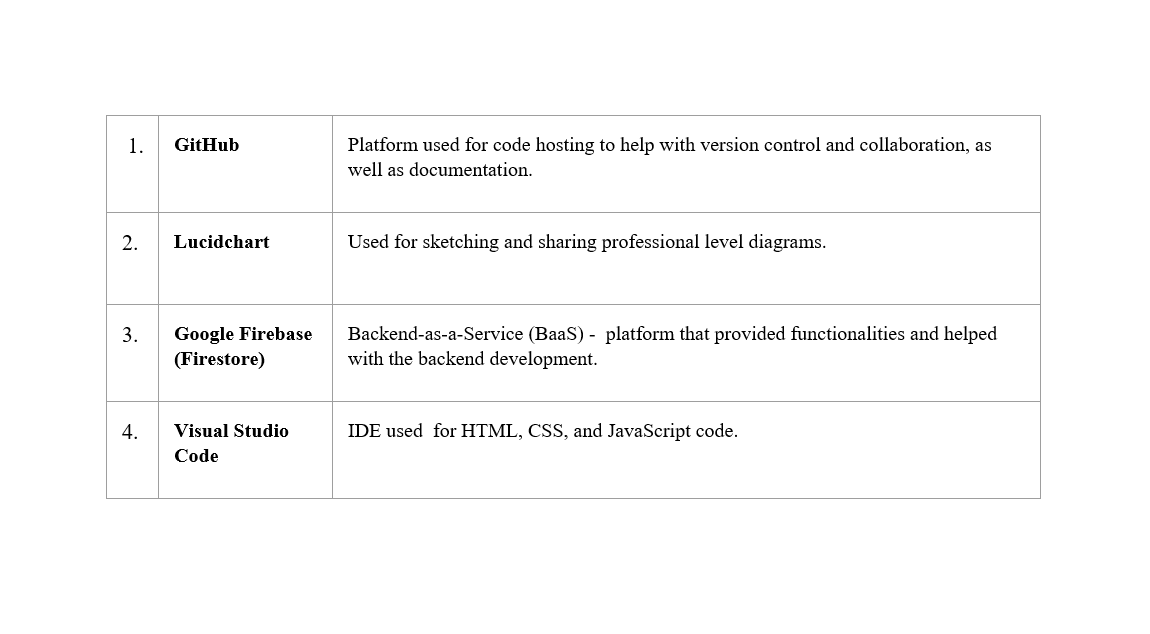 1. GitHub Platform used for code hosting to help with version control and collaboration, as
well as documentation.
2. Lucidchart Used for sketching and sharing professional level diagrams.
3. Google Firebase Backend-as-a-Service (BaaS) -  platform that provided functionalities and helped
(Firestore) with the backend development.
4. Visual Studio IDE used  for HTML, CSS, and JavaScript code.
Code